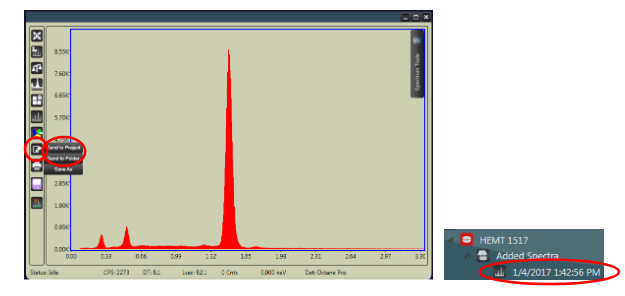 Spectrum Tools
8.55K
7.60K
6.65K
5.70K
Send to Project
Send to Folder
Save As
2.85K
1.90K
0.95K
0.00K
0.00 0.33 0.66 0.99 1.32 1.65 1.98 2.31 2.64 2.97 3.30
Status: Idle CPS: 2273 DT: 6.1 Lsec: 62.1 0 Cnts 0.000 keV Det: Octane Pro
HEMT 1517
Added Spectra
1/4/2017 1:42:56 PM